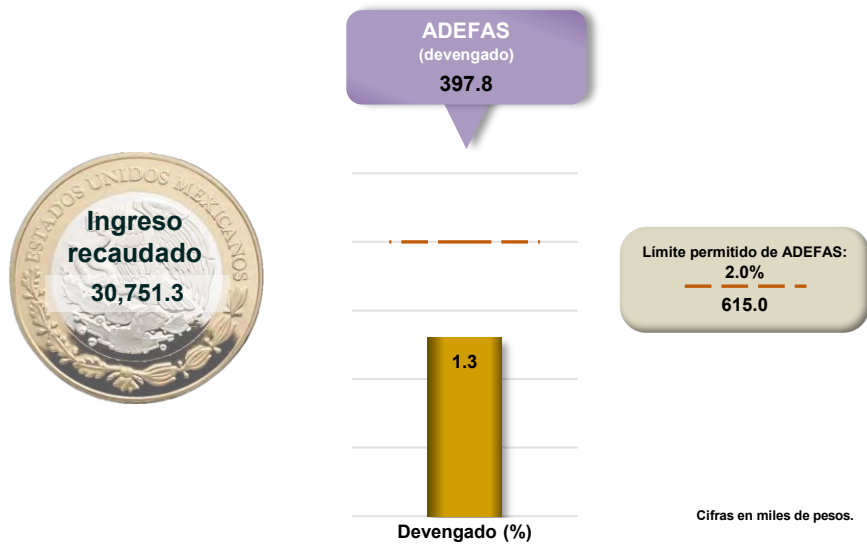 ADEFAS
(devengado)
397.8
ESTADOS UNIDOS MEXICANOS
Ingreso
recaudado
30,751.3
Límite permitido de ADEFAS:
2.0%
615.0
1.3
Devengado (%)
Cifras en miles de pesos.